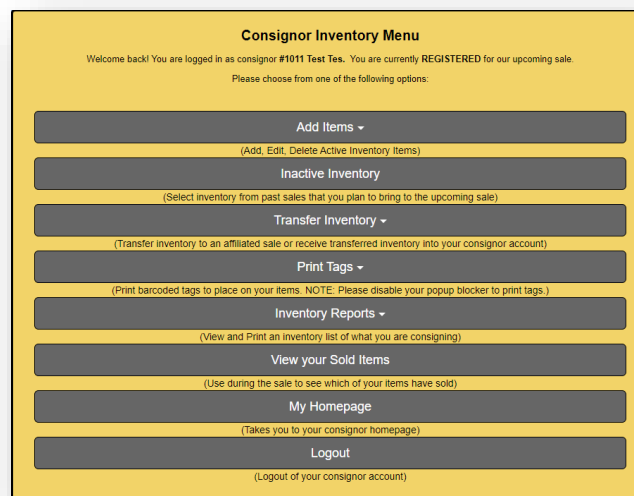 Consignor Inventory Menu
Welcome back! You are logged in as consignor #1011 Test Tes. You are currently REGISTERED for our upcoming sale.
Please choose from one of the following options:
Add Items
(Add, Edit, Delete Active Inventory Items)
Inactive Inventory
(Select inventory from past sales that you plan to bring to the upcoming sale)
Transfer Inventory
(Transfer inventory to an affiliated sale or receive transferred inventory into your consignor account)
Print Tags
(Print barcoded tags to place on your items. NOTE: Please disable your popup blocker to print tags.)
Inventory Reports
(View and Print an inventory list of what you are consigning)
View your Sold Items
(Use during the sale to see which of your items have sold)
My Homepage
(Takes you to your consignor homepage)
Logout
(Logout of your consignor account)